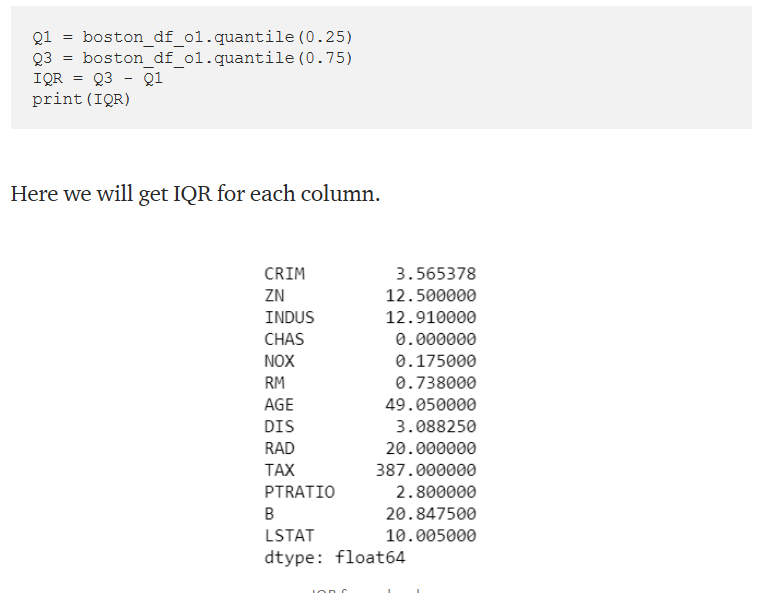 Q1 = boston_df_o1.quantile(0.25)
Q3 = boston_df_o1.quantile(0.75)
IQR = Q3 - Q1
print(IQR)
Here we will get IQR for each column.
CRIM 3.565378
ZN 12.500000
INDUS 12.910000
CHAS 0.000000
NOX 0.175000
RM 0.738000
AGE 49.050000
DIS 3.088250
RAD 20.000000
TAX 387.000000
PTRATIO 2.800000
B 20.847500
LSTAT 10.005000
dtype: float64